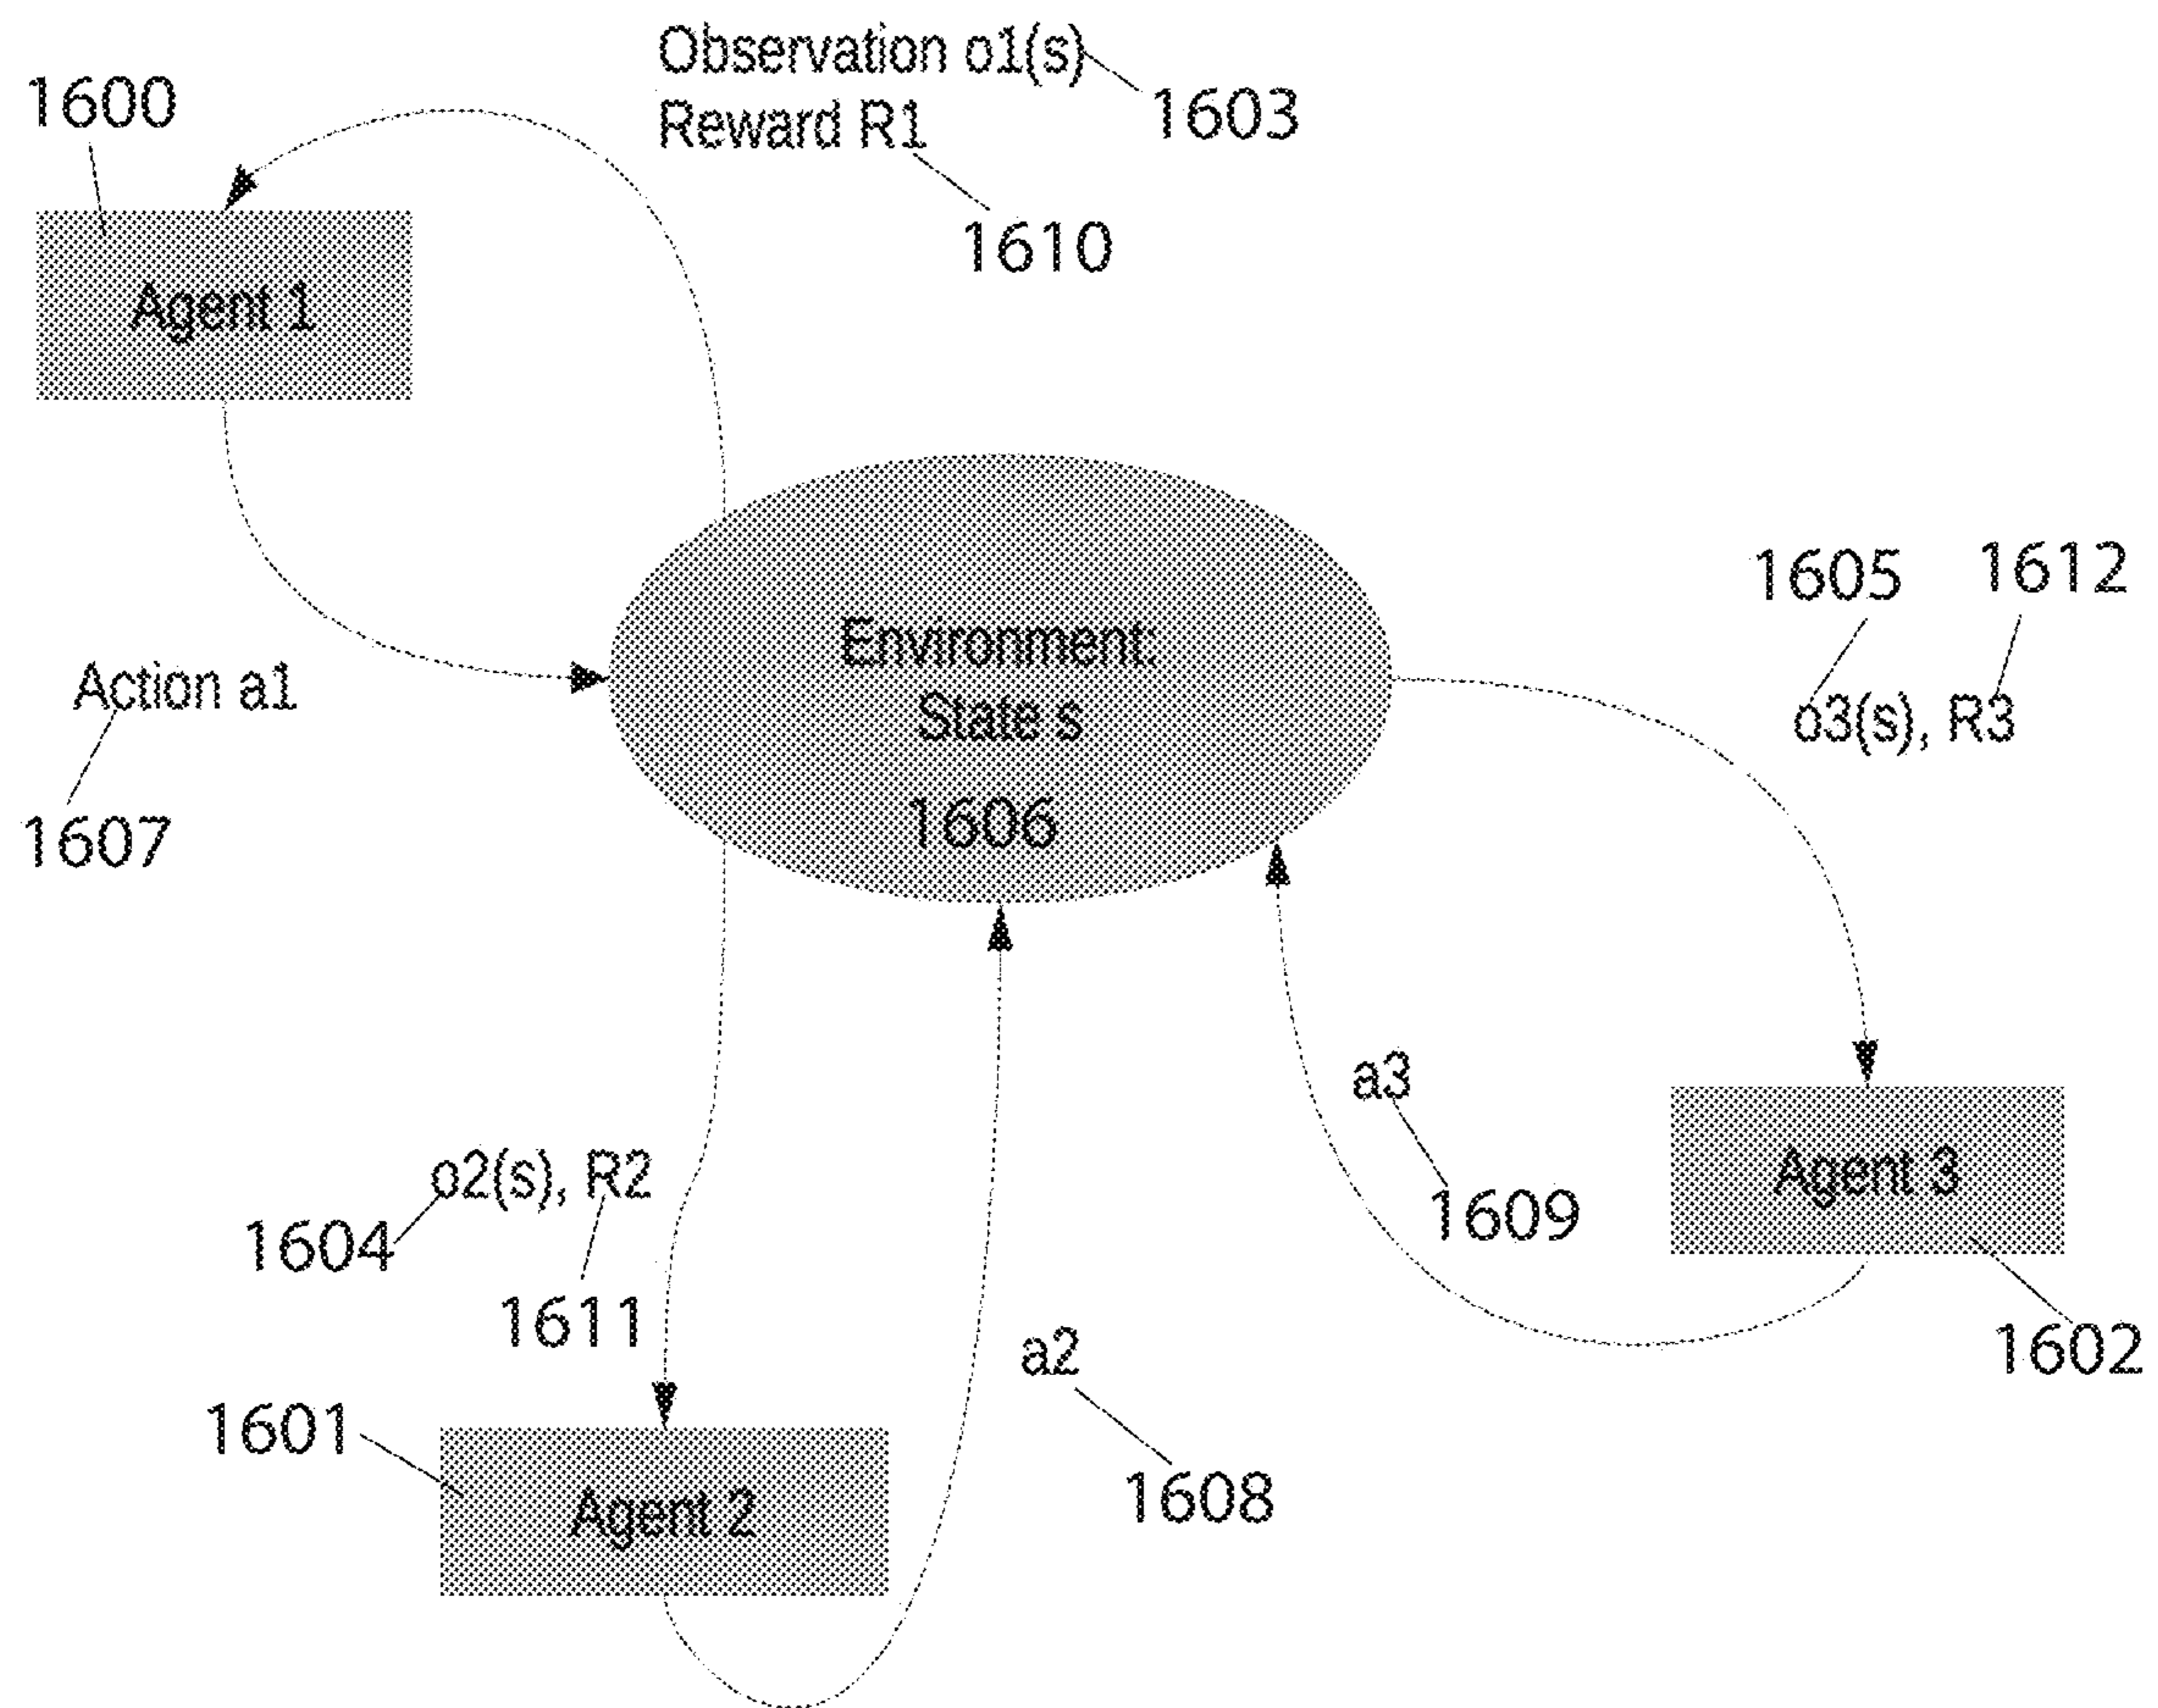 Observation o1(s)
1600
1603
Reward R1
1610
Agent 1
1605 1612
Environment:
Action a1
State s
o3(s), R3
1606
1607
a3
o2(s), R2
Agent 3
1609
1604
1611
a2
1602
1601
1608
Agent 2